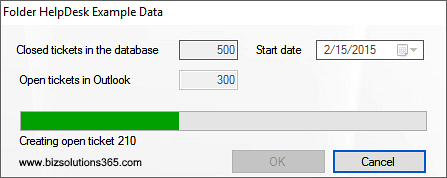 Folder HelpDesk Example Data
Closed tickets in the database 500 Start date 2/15/2015
Open tickets in Outlook 300
Creating open ticket 210
www.bizsolutions365.com OK Cancel